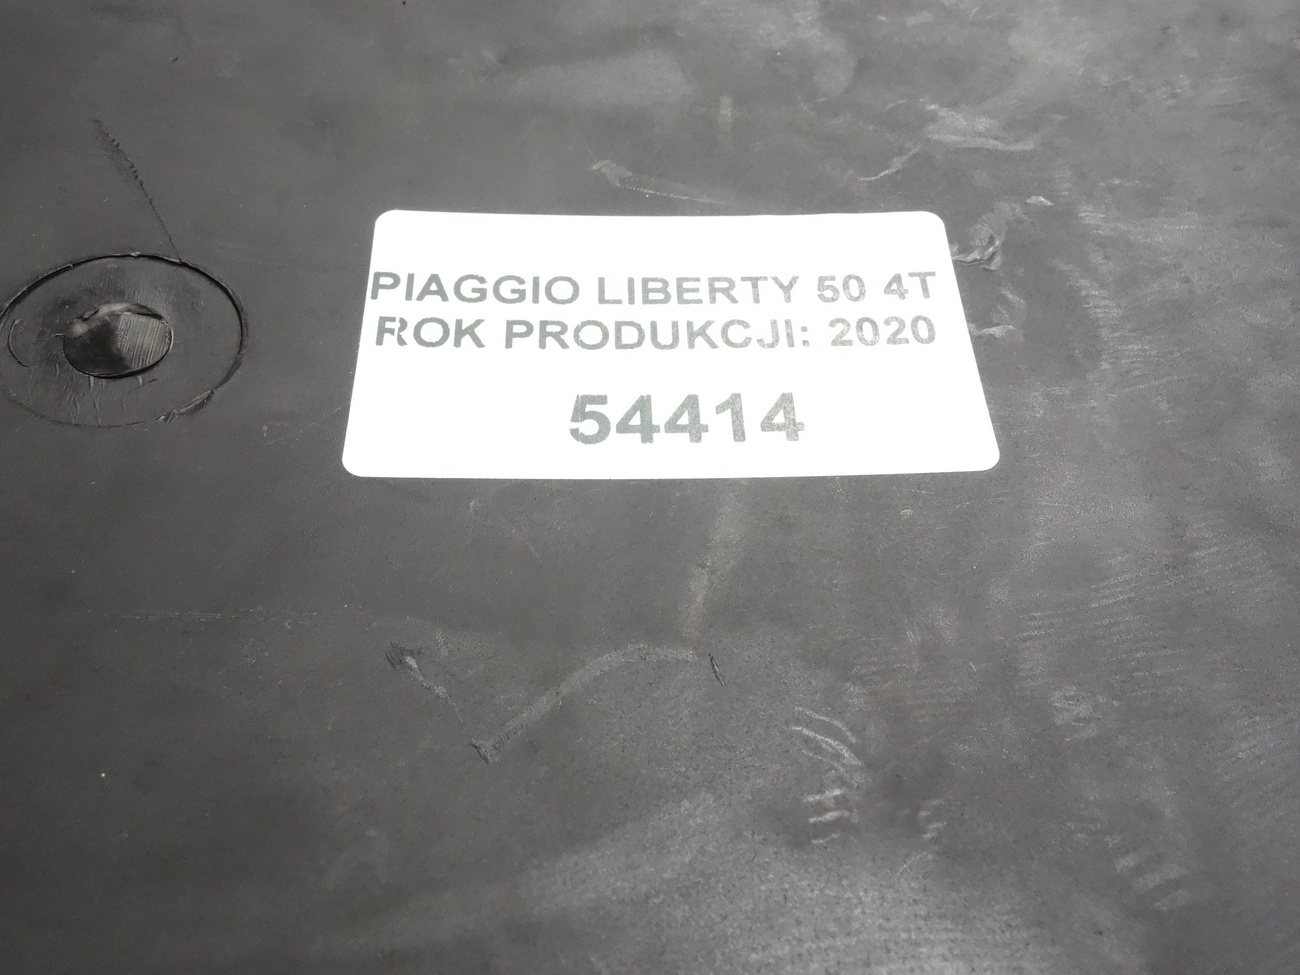 PIAGGIO LIBERTY 50 4T
ROK PRODUKCJI: 2020
54414